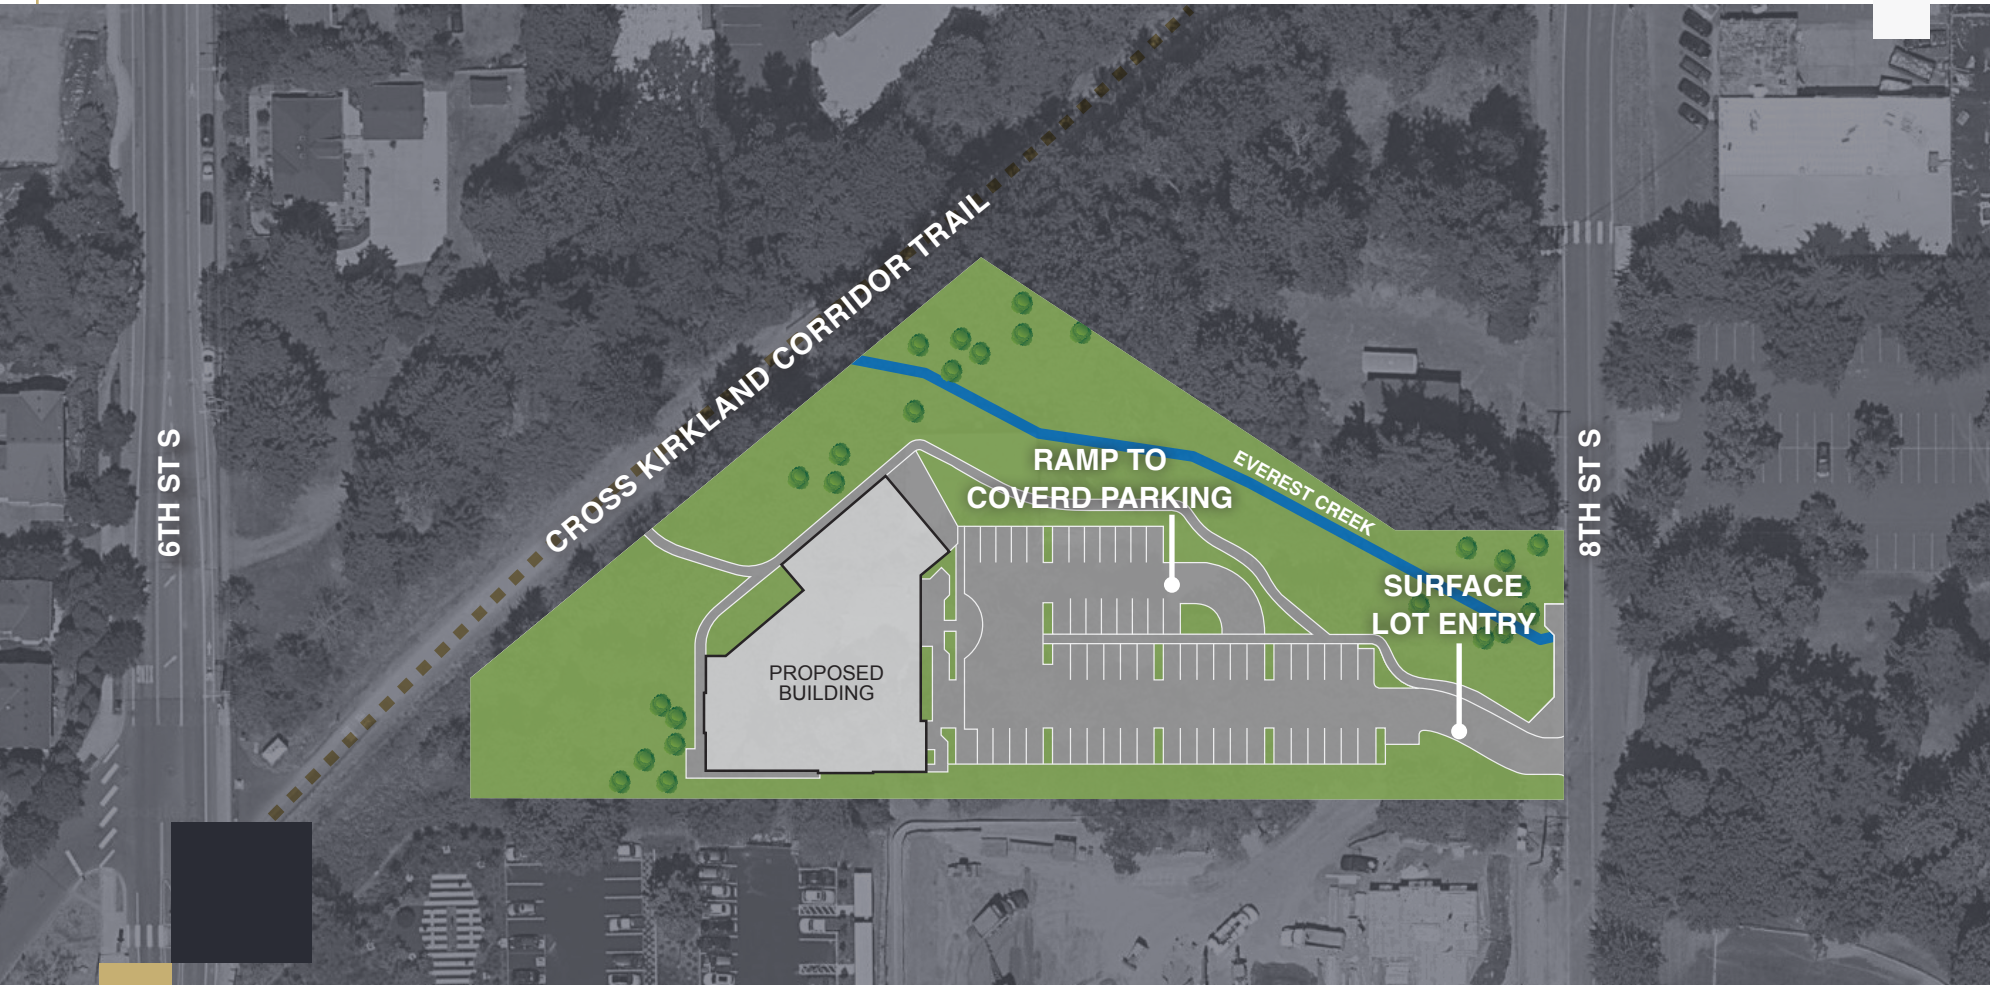 CROSS KIRKLAND CORRIDOR TRAIL
6TH ST S
8TH ST S
RAMP TO
COVERD PARKING
EVEREST CREEK
SURFACE
LOT ENTRY
PROPOSED
BUILDING